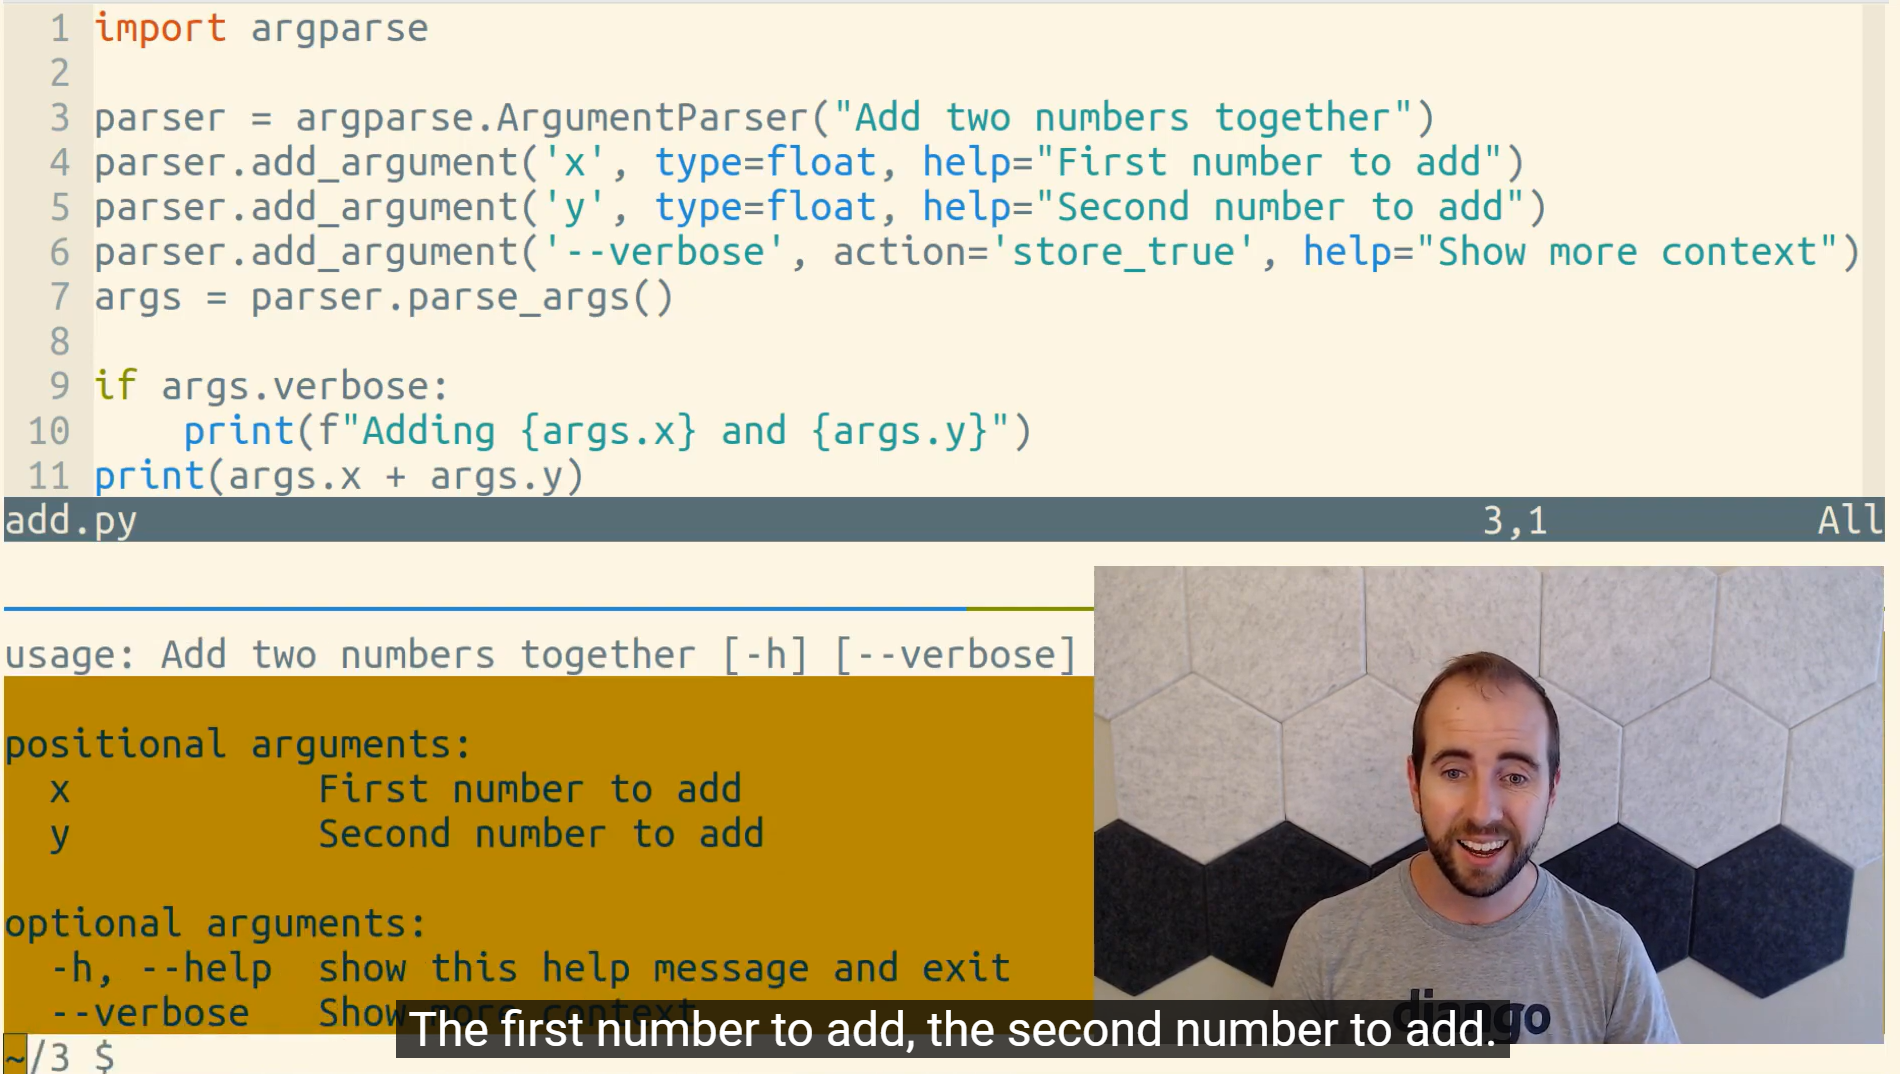 1 import argparse
2
3 parser = argparse.ArgumentParser("Add two numbers together")
4 parser.add_argument('x', type=float, help="First number to add")
5 parser.add_argument('y', type=float, help="Second number to add")
6 parser.add_argument('--verbose', action='store_true', help="Show more context")
7 args = parser.parse_args()
8
9 if args.verbose:
10     print(f"Adding {args.x} and {args.y}")
11 print(args.x + args.y)
add.py 3,1 All
usage: Add two numbers together [-h] [--verbose]
positional arguments:
  x           First number to add
  y           Second number to add
optional arguments:
  -h, --help  show this help message and exit
  --verbose   Show more context
django
The first number to add, the second number to add.
~/3 $